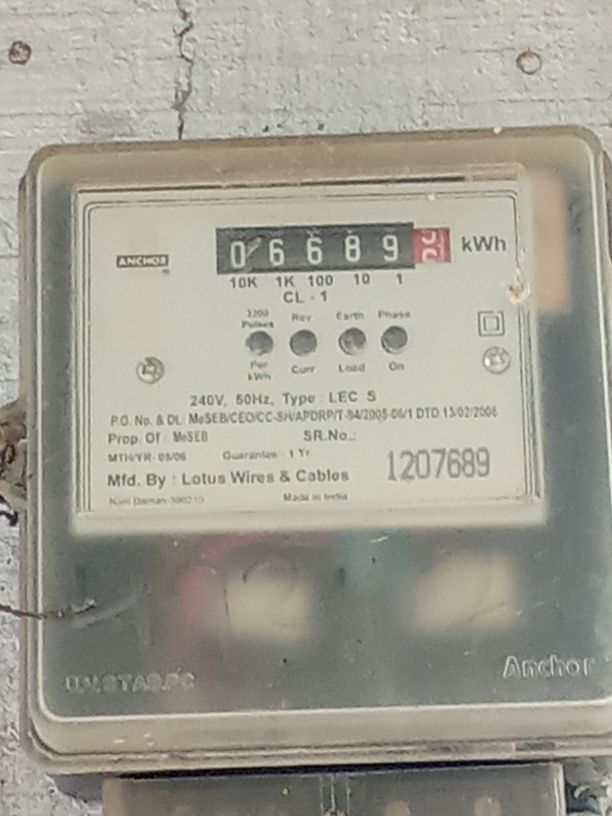 ANCHOR
0 6 6 8 9 kWh
10K 1K 100 10 1
CL - 1
3200 Pulses Rev Earth Phase
Per kWh Curr Load On
240V, 50Hz, Type : LEC S
P.O. No. & Dt. MeSEB/CEO/CC-SH/APDRP/T-94/2005-06/1 DTD 13/02/2006
Prop. Of : MeSEB SR.No.:
MTH/YR- 05/06 Guarantee - 1 Yr
1207689
Mfd. By : Lotus Wires & Cables
Daman Made in India
Anchor